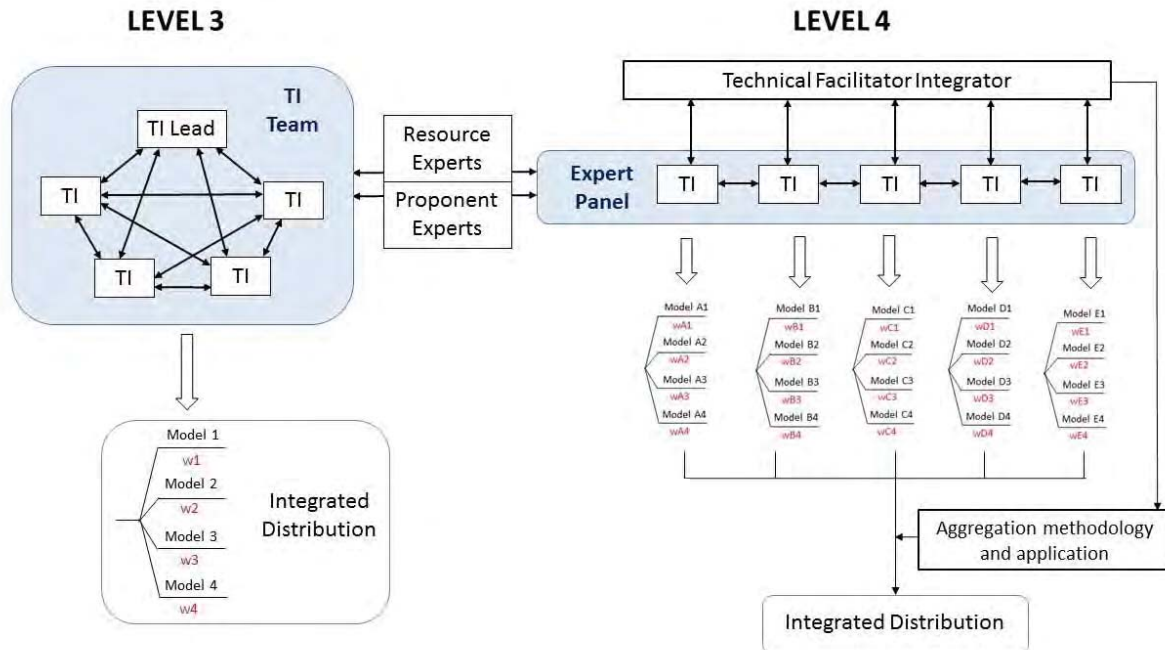 LEVEL 3
TI
Team
TI Lead
TI
TI
TI
TI
Model 1
w1
Model 2
w2
Model 3
w3
Model 4
w4
Integrated
Distribution
Resource
Experts
Proponent
Experts
LEVEL 4
Technical Facilitator Integrator
Expert
Panel
TI
TI
TI
TI
TI
Model A1
wA1
Model A2
wA2
Model A3
wA3
Model A4
wA4
Model B1
wB1
Model B2
wB2
Model B3
wB3
Model B4
wB4
Model C1
wC1
Model C2
wC2
Model C3
wC3
Model C4
wC4
Model D1
wD1
Model D2
wD2
Model D3
wD3
Model D4
wD4
Model E1
wE1
Model E2
wE2
Model E3
wE3
Model E4
wE4
Aggregation methodology
and application
Integrated Distribution